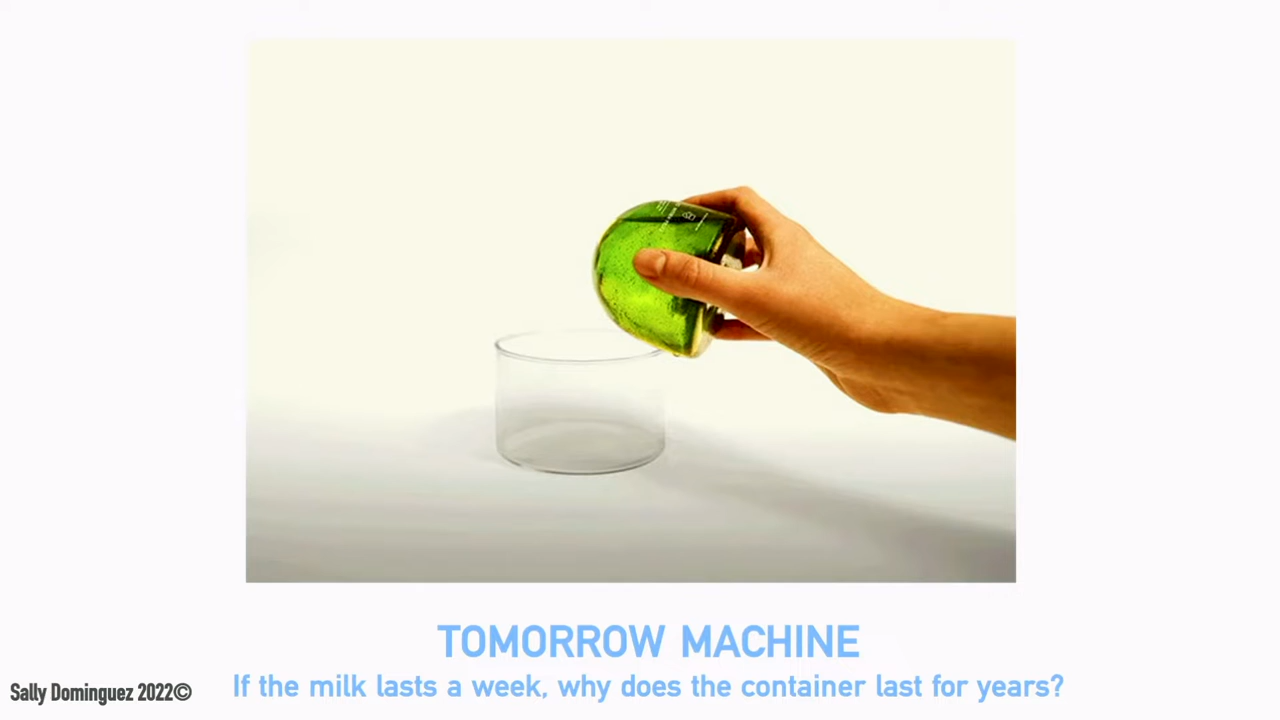 TOMORROW MACHINE
If the milk lasts a week, why does the container last for years?
Sally Dominguez 2022©